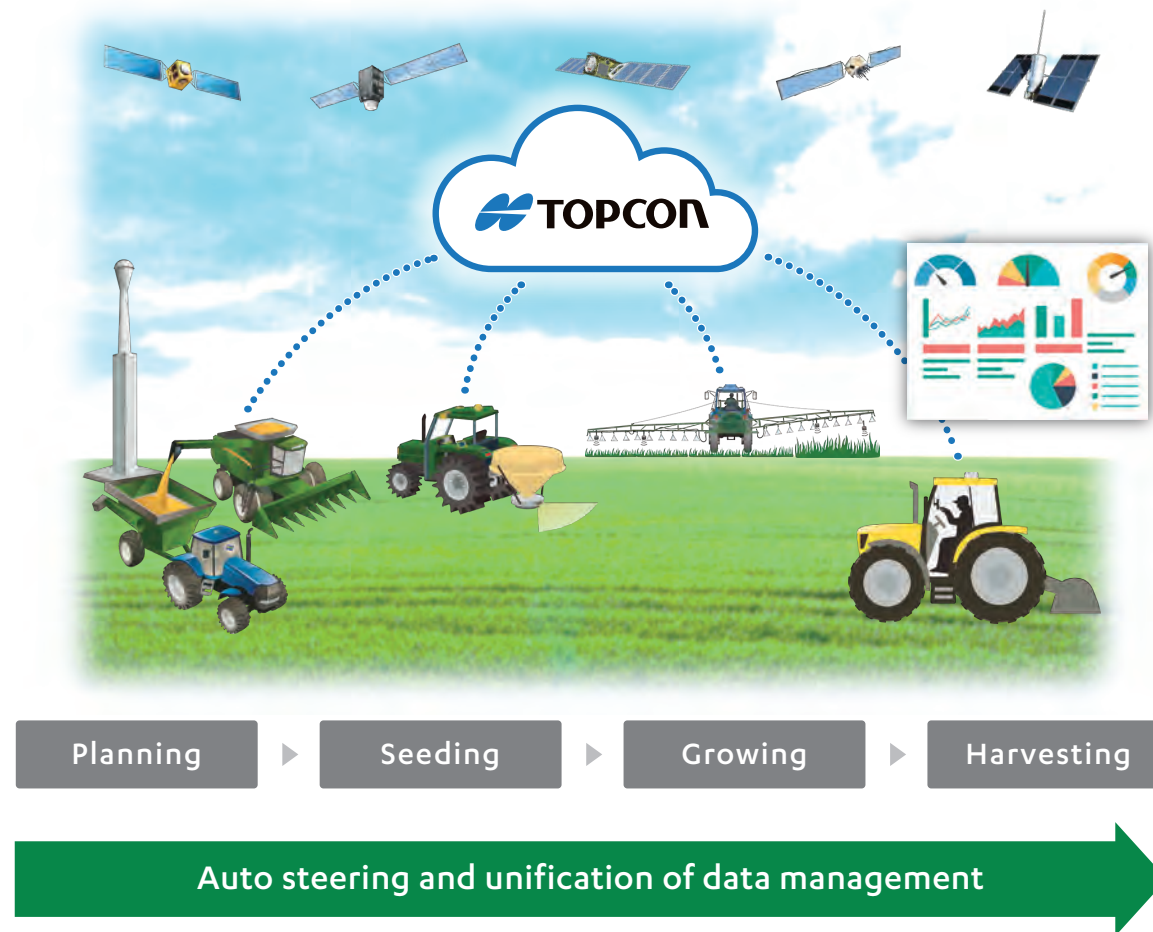 TOPCON
Planning
Seeding
Growing
Harvesting
Auto steering and unification of data management